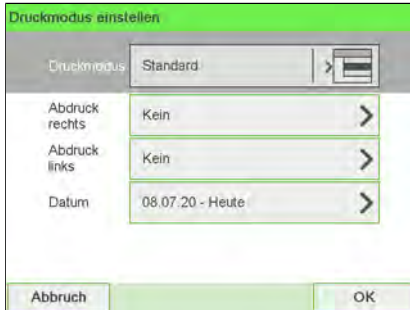 Druckmodus einstellen
Druckmodus Standard
Abdruck rechts Kein
Abdruck links Kein
Datum 08.07.20 - Heute
Abbruch OK